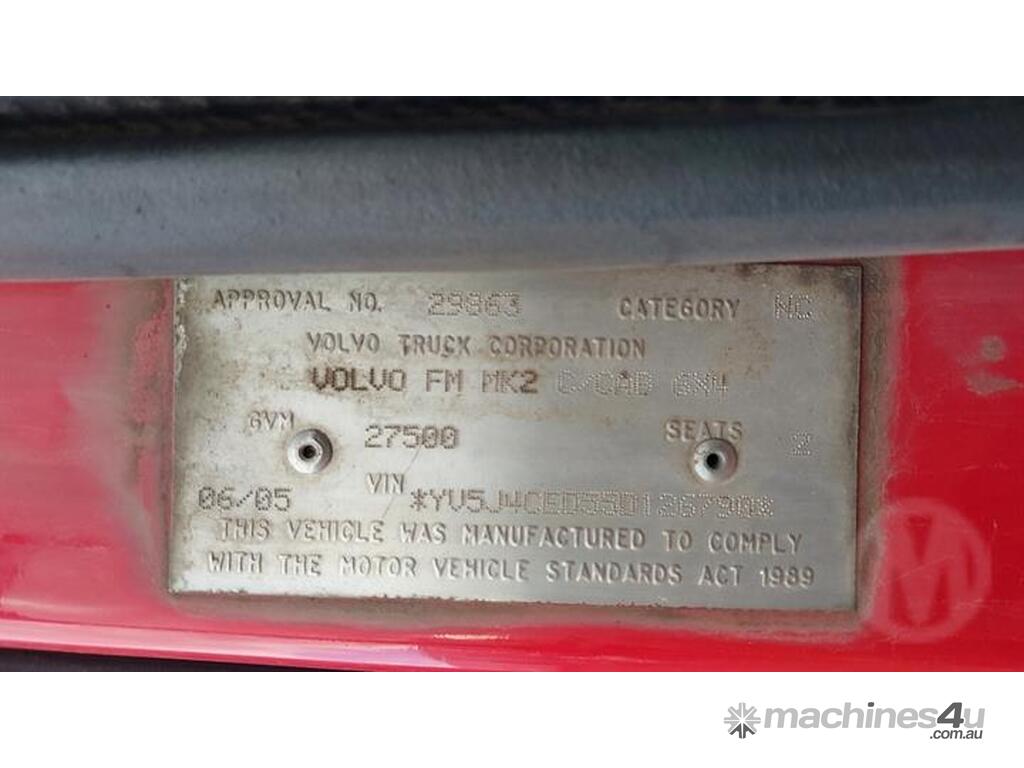 APPROVAL NO. 29863 CATEGORY NC
VOLVO TRUCK CORPORATION
VOLVO FM MK2 C/CAB 6X4
GVM 27500 SEATS 2
06/05 VIN *YV5J4CED55D126790*
THIS VEHICLE WAS MANUFACTURED TO COMPLY
WITH THE MOTOR VEHICLE STANDARDS ACT 1989
M
machines4u
.com.au